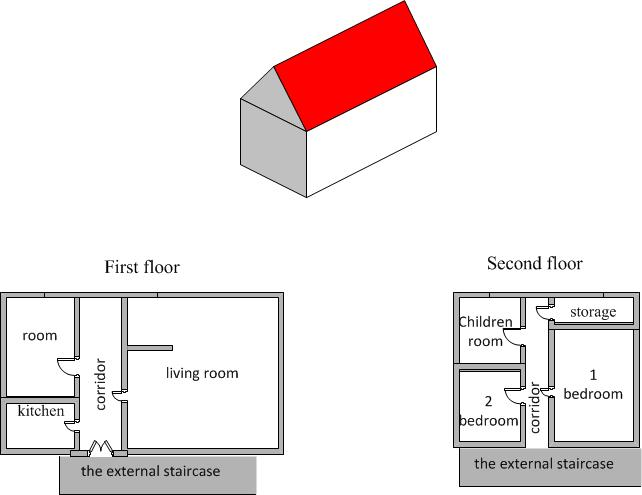 First floor
room
kitchen
corridor
living room
the external staircase
Second floor
Children
room
storage
1
bedroom
2
bedroom
corridor
the external staircase